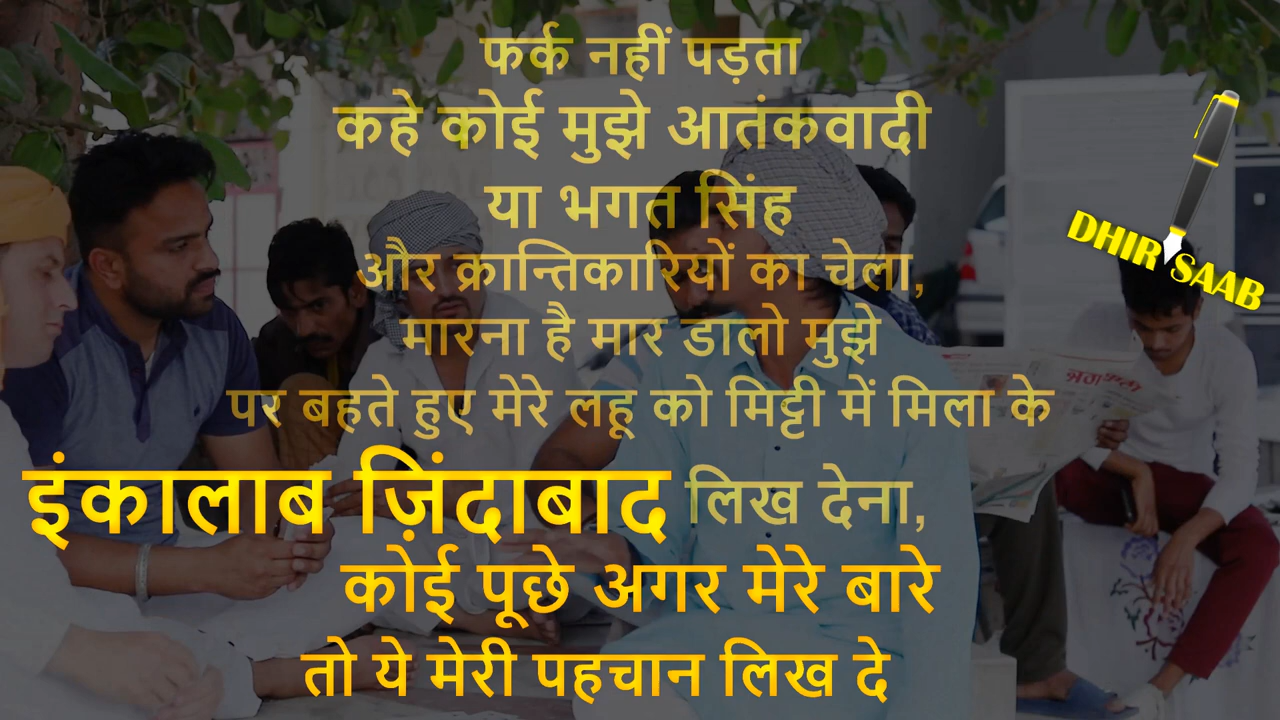 फर्क नहीं पड़ता
कहे कोई मुझे आतंकवादी
या भगत सिंह
और क्रान्तिकारियों का चेला,
मारना है मार डालो मुझे
पर बहते हुए मेरे लहू को मिट्टी में मिला के
इंकालाब ज़िंदाबाद लिख देना,
कोई पूछे अगर मेरे बारे
तो ये मेरी पहचान लिख दे
DHIR SAAB